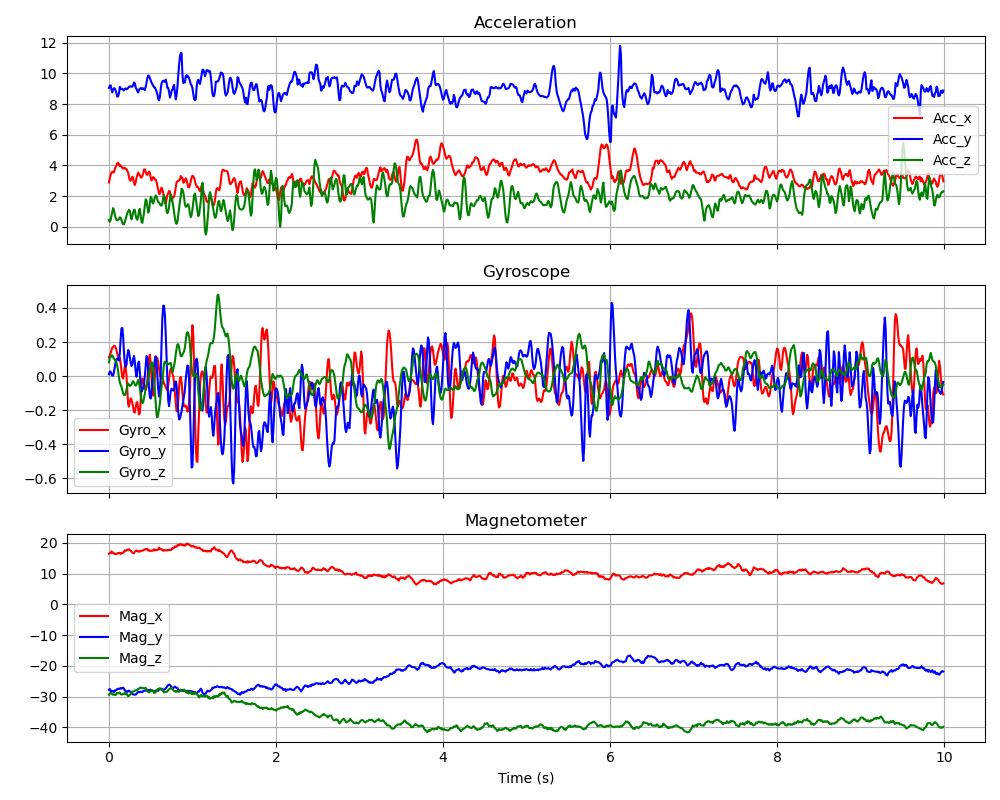 Acceleration
12
10
8
6
4
2
0
Acc_x
Acc_y
Acc_z
Gyroscope
0.4
0.2
0.0
−0.2
−0.4
−0.6
Gyro_x
Gyro_y
Gyro_z
Magnetometer
20
10
0
−10
−20
−30
−40
Mag_x
Mag_y
Mag_z
0 2 4 6 8 10
Time (s)